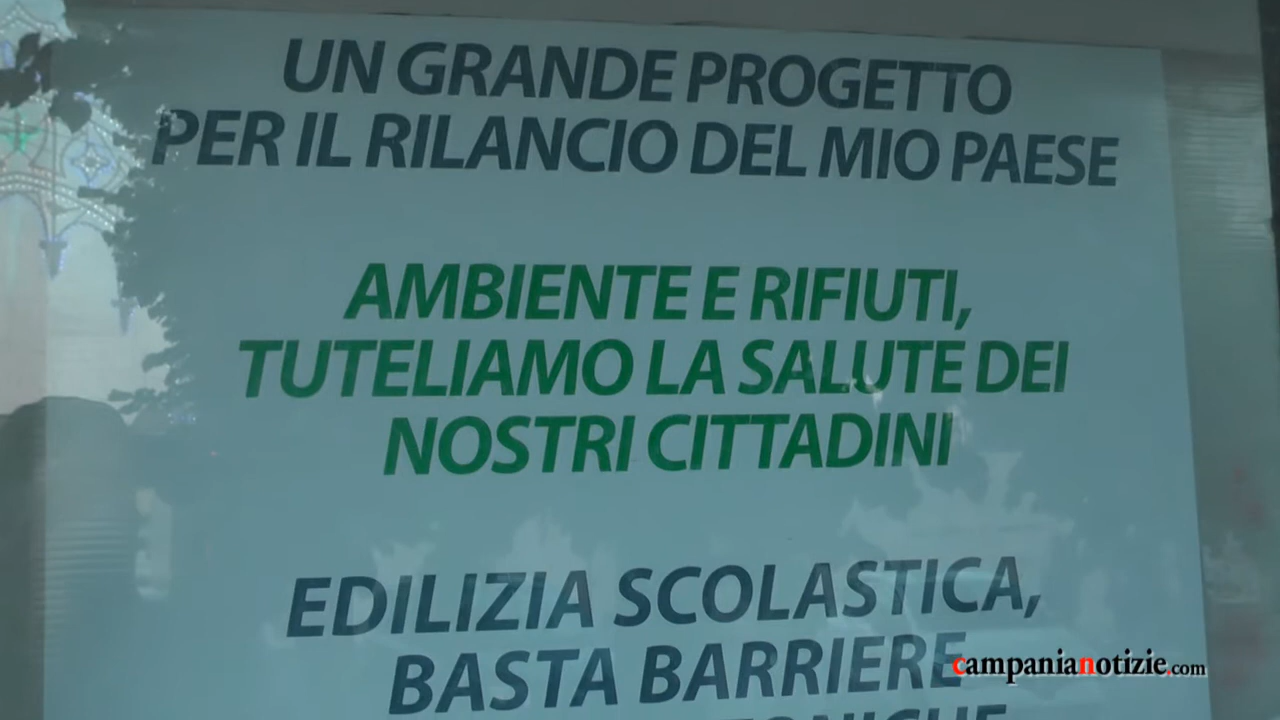 UN GRANDE PROGETTO
PER IL RILANCIO DEL MIO PAESE
AMBIENTE E RIFIUTI,
TUTELIAMO LA SALUTE DEI
NOSTRI CITTADINI
EDILIZIA SCOLASTICA,
BASTA BARRIERE
campanianotizie.com